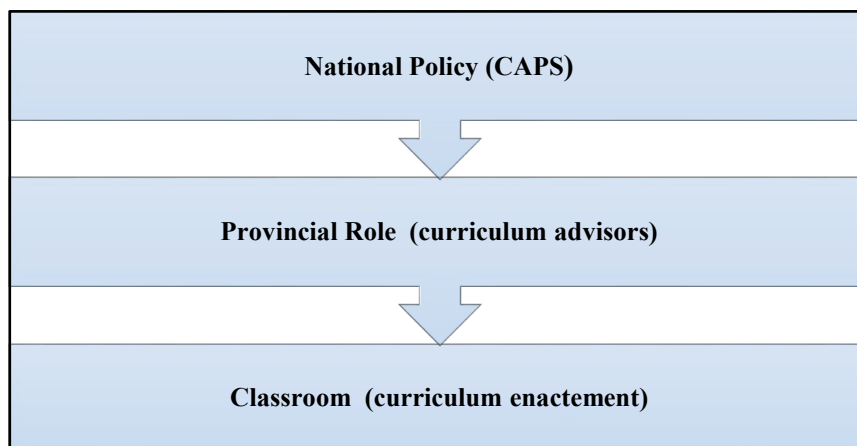 National Policy (CAPS)
Provincial Role (curriculum advisors)
Classroom (curriculum enactement)